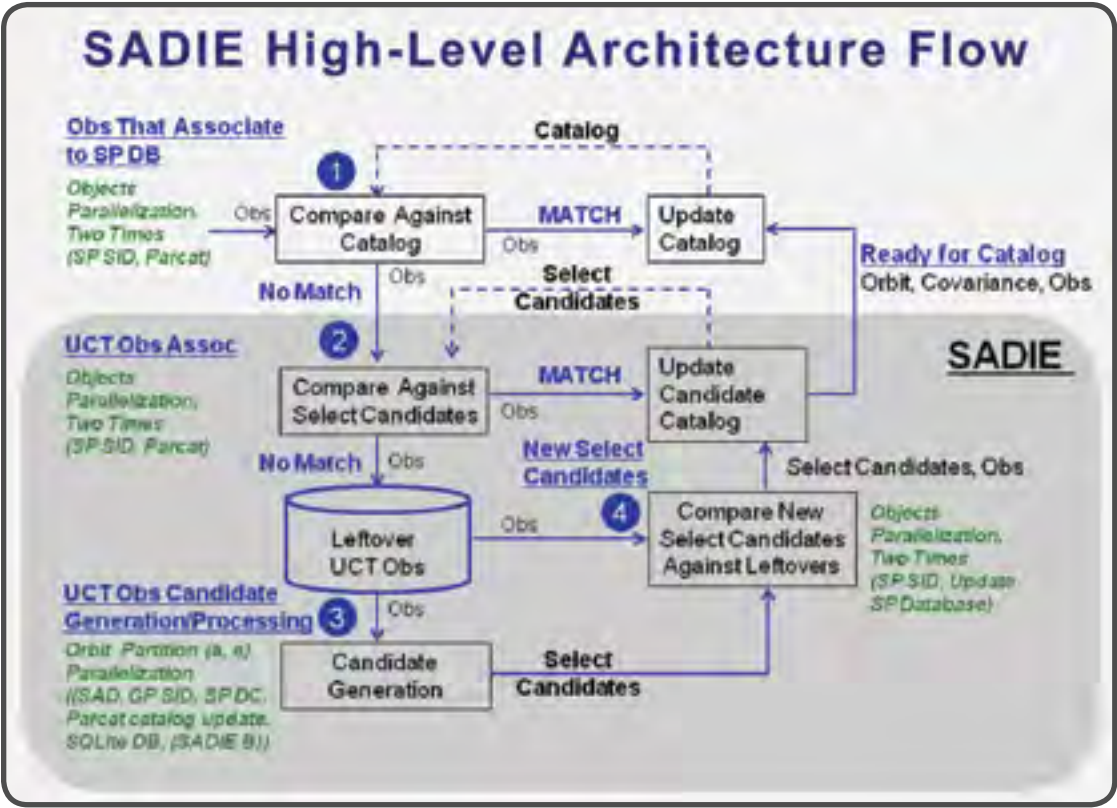 SADIE High-Level Architecture Flow
Obs That Associate
to SP DB
Objects
Parallelization,
Two Times
(SP SID, Parcat)
Obs
1
Compare Against
Catalog
Catalog
MATCH
Obs
Update
Catalog
Ready for Catalog
Orbit, Covariance, Obs
No Match
Obs
Select
Candidates
SADIE
UCT Obs Assoc
Objects
Parallelization,
Two Times
(SP SID, Parcat)
2
Compare Against
Select Candidates
MATCH
Obs
Update
Candidate
Catalog
No Match
Obs
New Select
Candidates
Select Candidates, Obs
Leftover
UCT Obs
Obs
4
Compare New
Select Candidates
Against Leftovers
Objects
Parallelization,
Two Times
(SP SID, Update
SP Database)
UCT Obs Candidate
Generation/Processing
Obs
3
Orbit Partition (a, e)
Parallelization
((SAD, GP SID, SP DC,
Parcat catalog update,
SQLite DB, (SADIE B))
Candidate
Generation
Select
Candidates